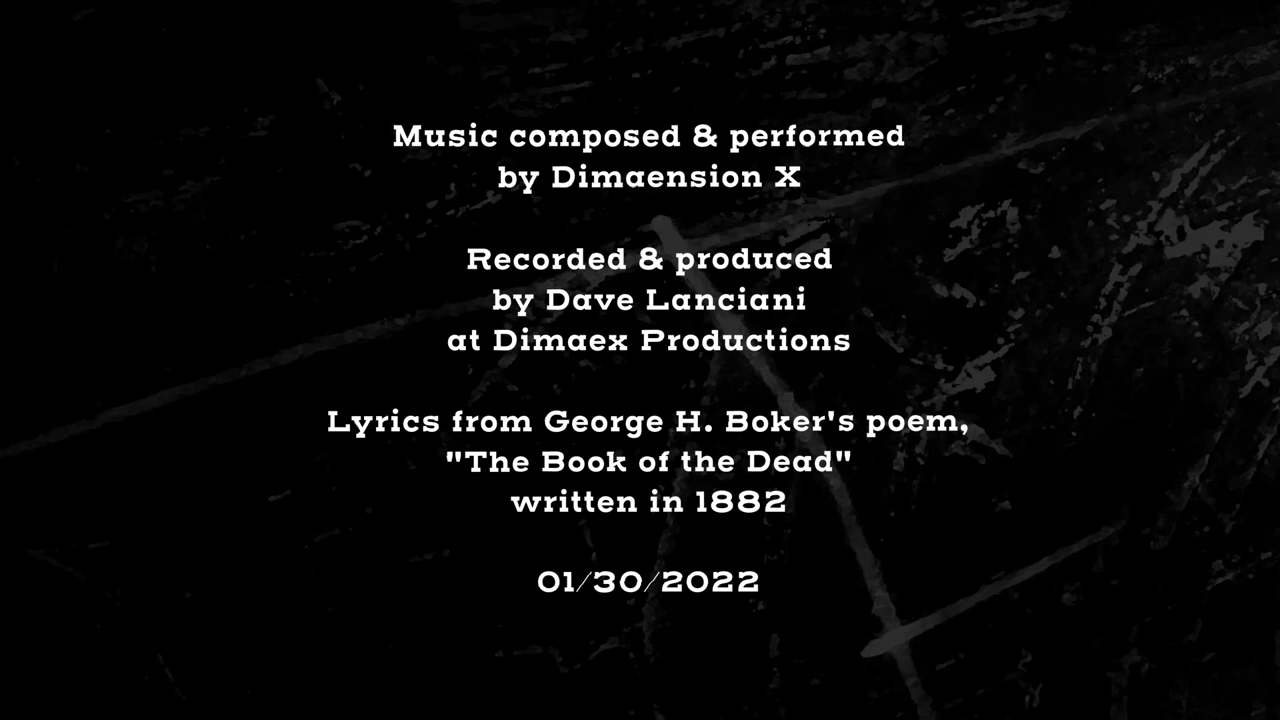 Music composed & performed
by Dimaension X
Recorded & produced
by Dave Lanciani
at Dimaex Productions
Lyrics from George H. Boker's poem,
"The Book of the Dead"
written in 1882
01/30/2022